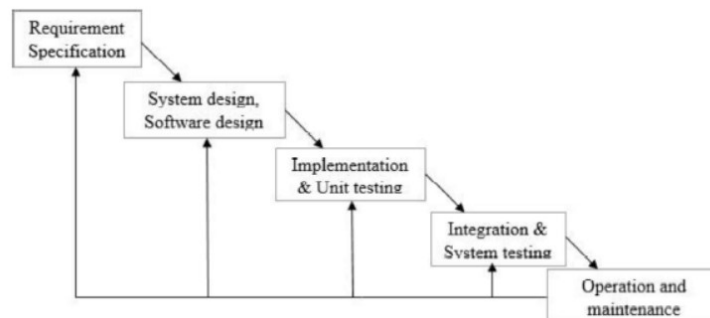 Requirement
Specification
System design,
Software design
Implementation
& Unit testing
Integration &
System testing
Operation and
maintenance